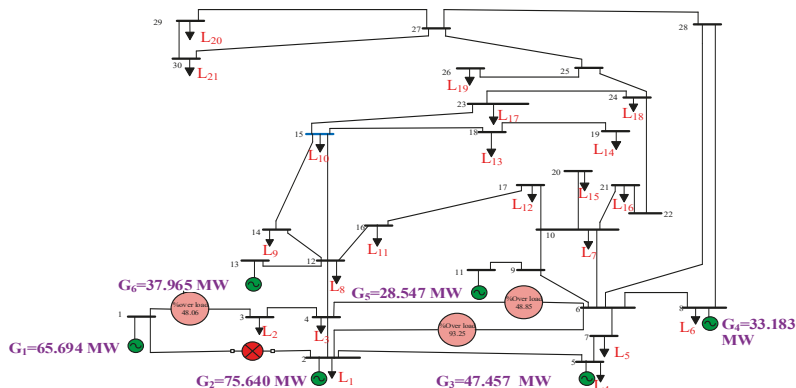 29
L20
27
28
30
L21
26
L19
25
23
L17
24
L18
15
L10
18
L13
19
L14
20
L15
21
L16
22
17
L12
16
L11
14
L9
10
L7
13
12
L8
11
9
G6=37.965 MW
G5=28.547 MW
%over load
48.06
%Over load
48.85
%Over load
93.25
1
3
L2
4
L3
6
8
L6
G4=33.183
MW
G1=65.694 MW
7
L5
2
L1
5
G2=75.640 MW
G3=47.457 MW